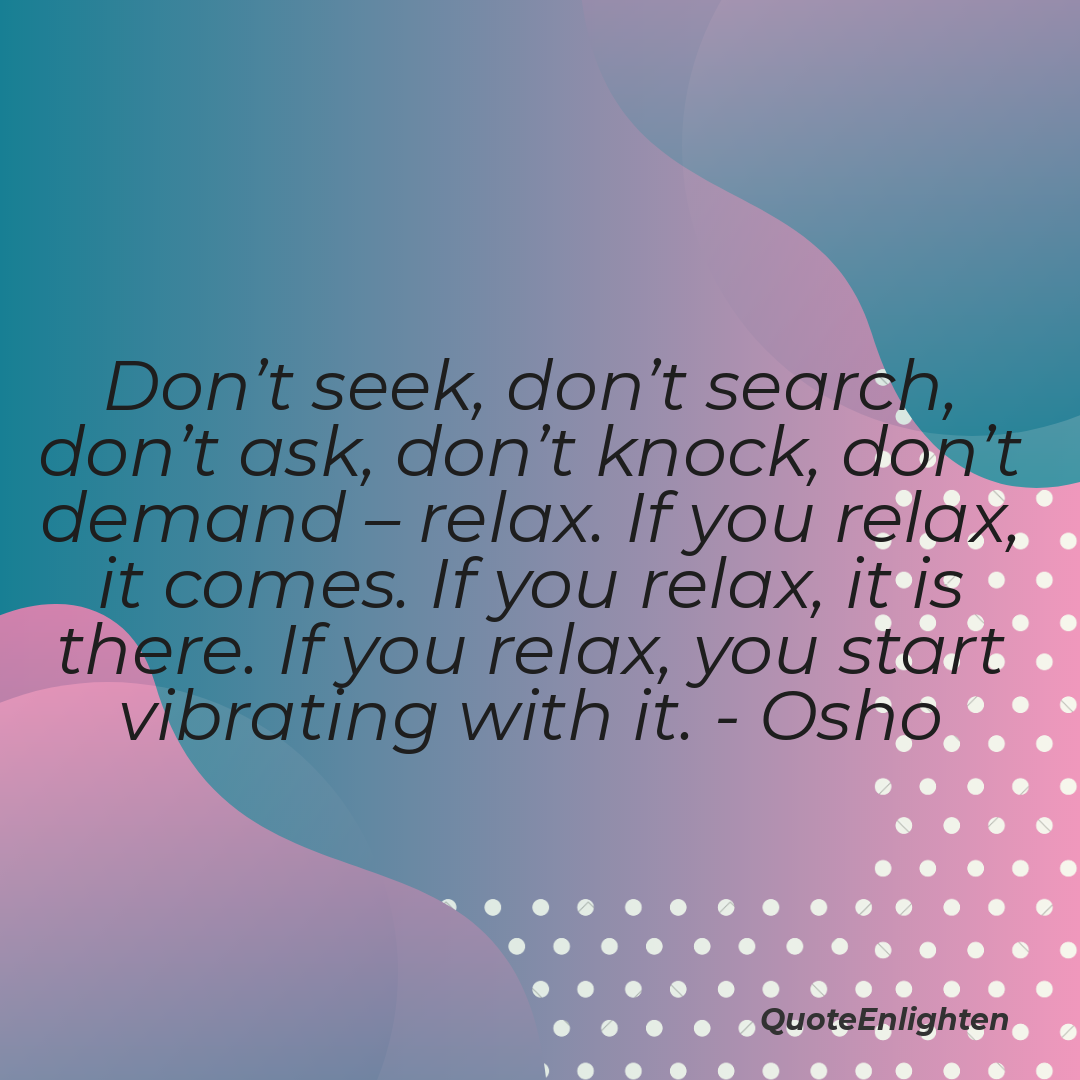 Don’t seek, don’t search,
don’t ask, don’t knock, don’t
demand – relax. If you relax,
it comes. If you relax, it is
there. If you relax, you start
vibrating with it. - Osho
QuoteEnlighten